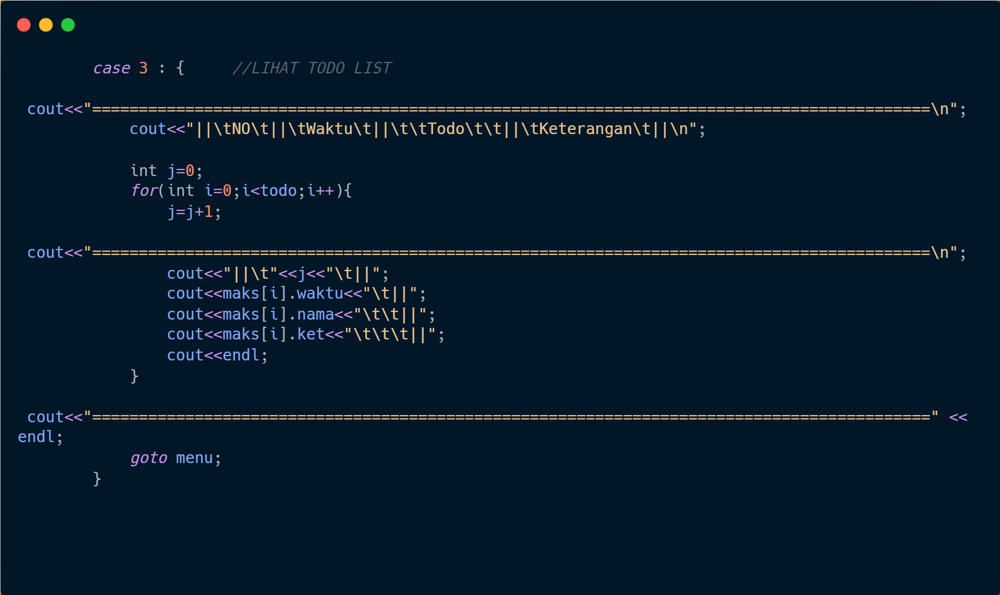 case 3 : {     //LIHAT TODO LIST
cout<<"==========================================================================================\n";
cout<<"||\tNO\t||\tWaktu\t||\t\tTodo\t\t||\tKeterangan\t||\n";
int j=0;
for(int i=0;i<todo;i++){
j=j+1;
cout<<"==========================================================================================\n";
cout<<"||\t"<<j<<"\t||";
cout<<maks[i].waktu<<"\t||";
cout<<maks[i].nama<<"\t\t||";
cout<<maks[i].ket<<"\t\t\t||";
cout<<endl;
}
cout<<"==========================================================================================" <<
endl;
goto menu;
}